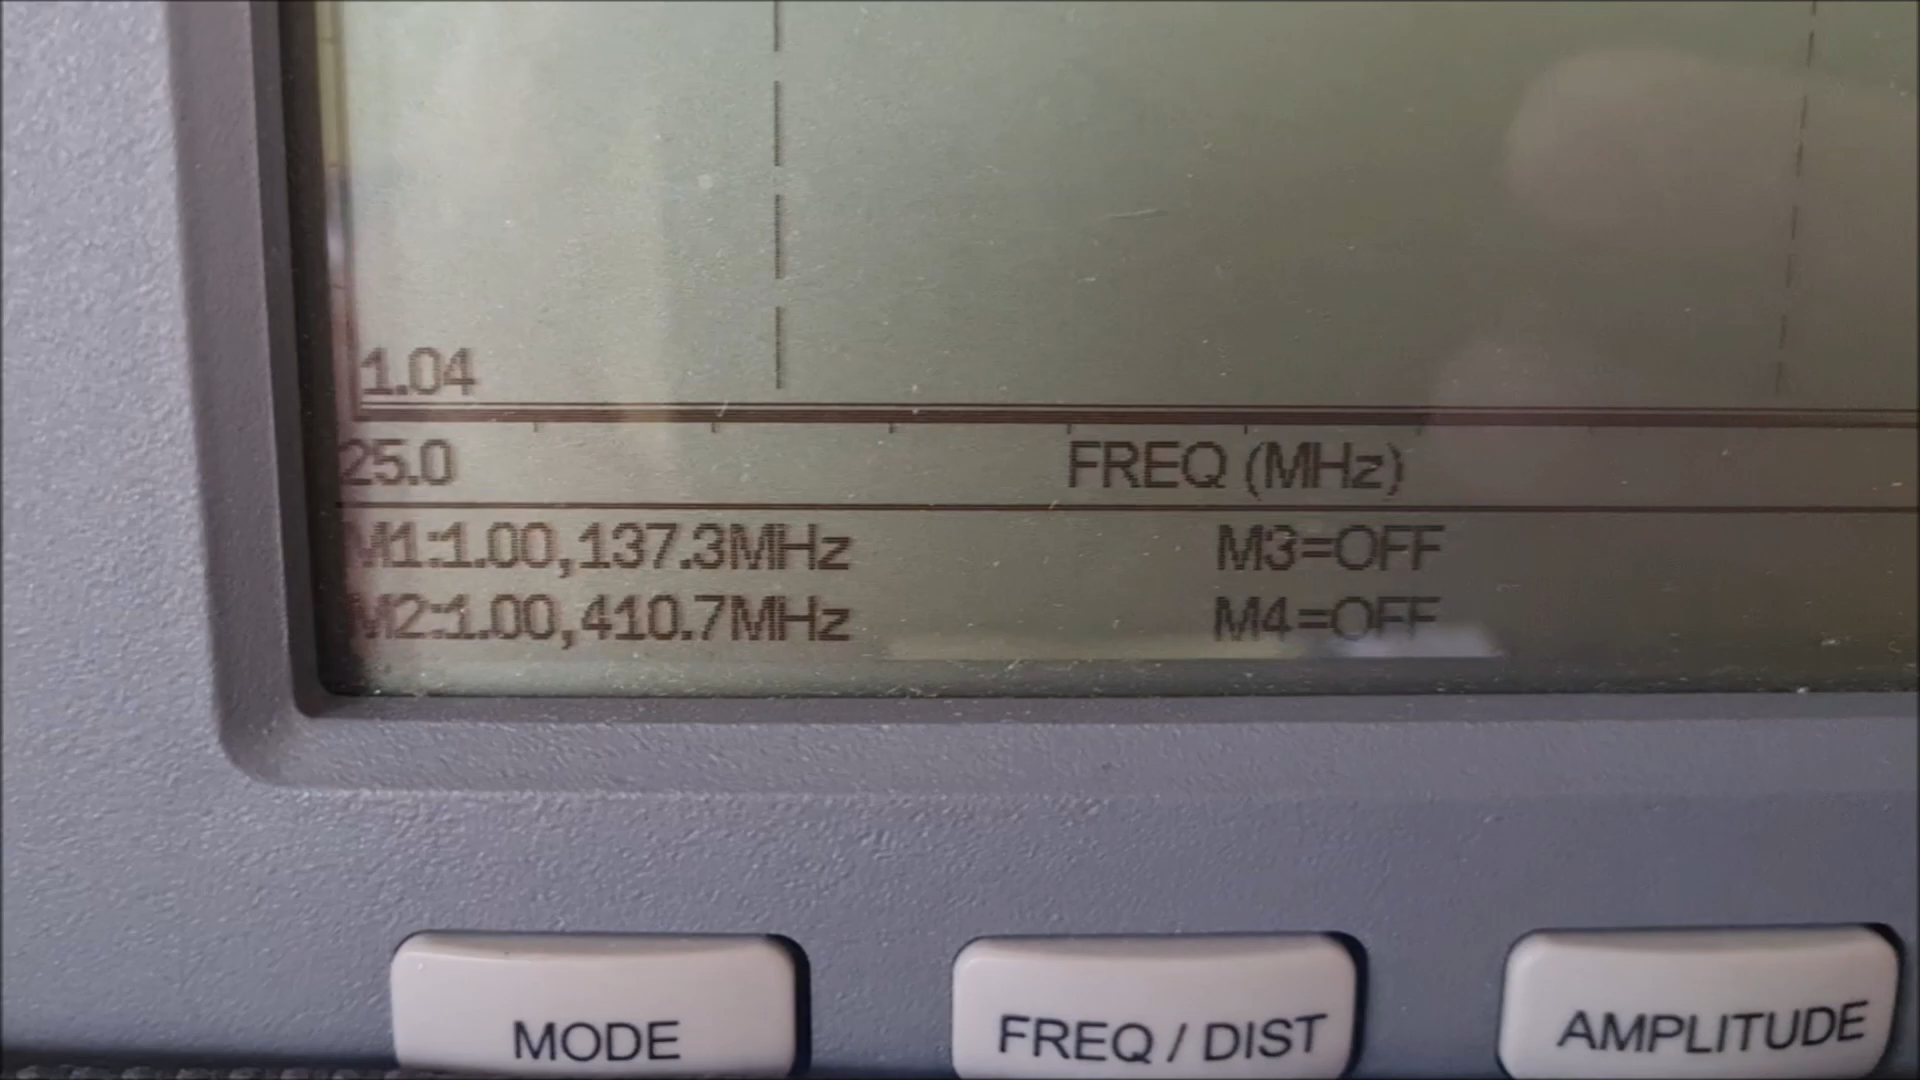 1.04
25.0 FREQ (MHz)
M1:1.00,137.3MHz M3=OFF
M2:1.00,410.7MHz M4=OFF
MODE FREQ / DIST AMPLITUDE